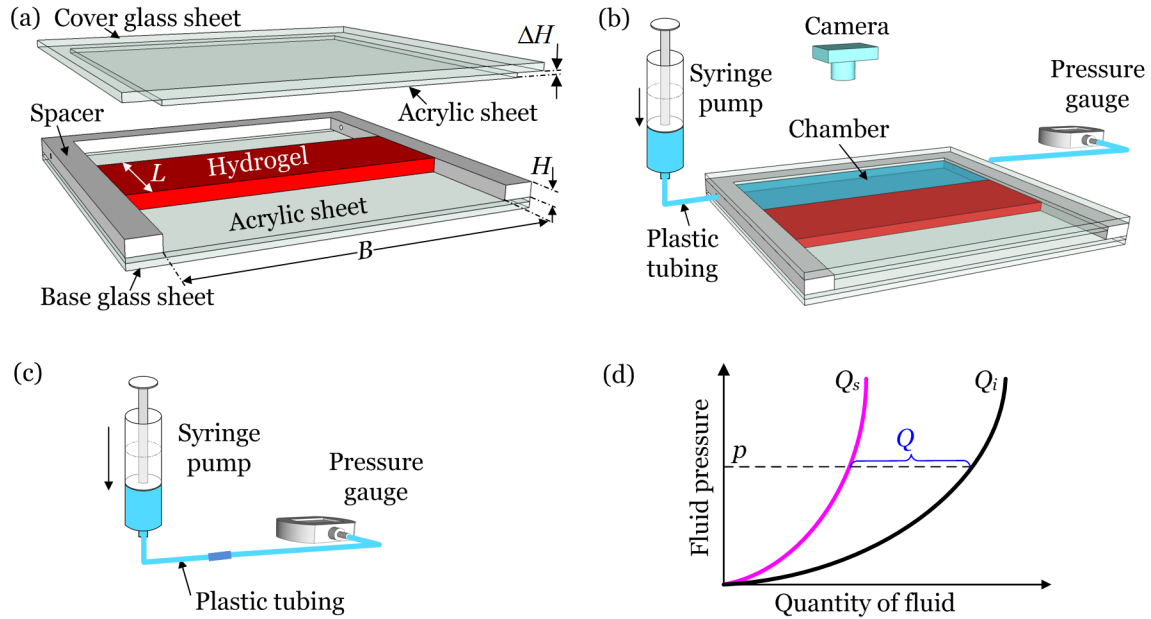 (a)
Cover glass sheet
ΔH
Acrylic sheet
Spacer
Hydrogel
L
H
Acrylic sheet
B
Base glass sheet
(b)
Camera
Syringe
pump
Pressure
gauge
Chamber
Plastic
tubing
(c)
Syringe
pump
Pressure
gauge
Plastic tubing
(d)
Fluid pressure
Qs
Qi
Q
p
Quantity of fluid